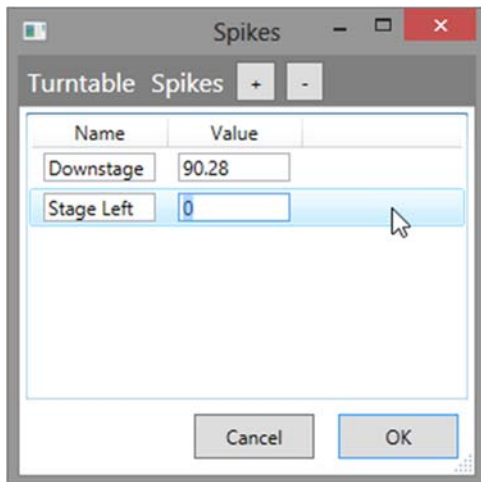 Spikes
Turntable Spikes + -
Name Value
Downstage 90.28
Stage Left 0
Cancel OK